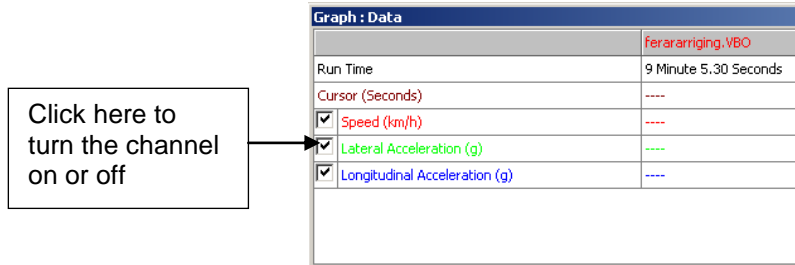 Graph : Data
ferararriging.VBO
Run Time 9 Minute 5.30 Seconds
Cursor (Seconds) ----
Speed (km/h) ----
Lateral Acceleration (g) ----
Longitudinal Acceleration (g) ----
Click here to
turn the channel
on or off